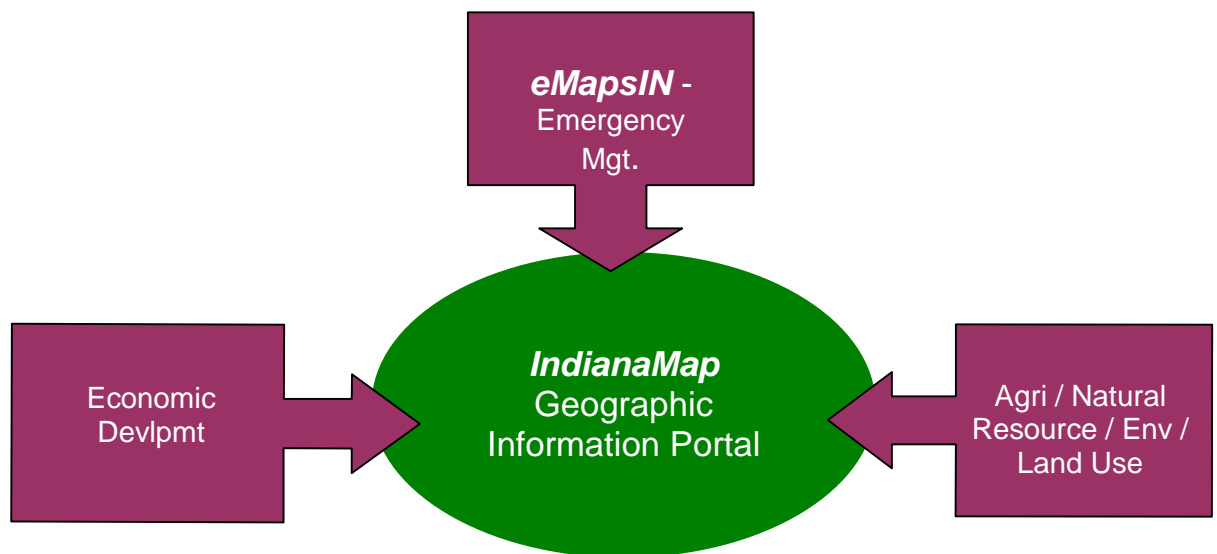 eMapsIN -
Emergency
Mgt.
IndianaMap
Geographic
Information Portal
Economic
Devlpmt
Agri / Natural
Resource / Env /
Land Use